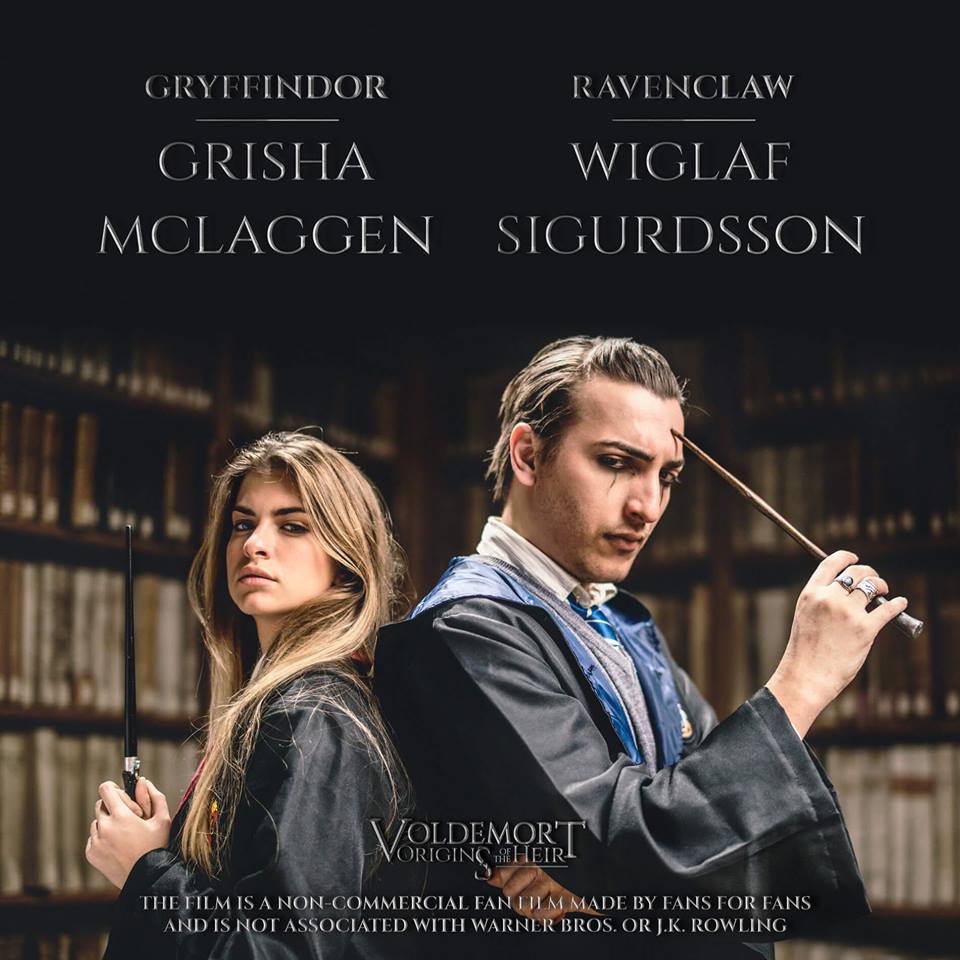 GRYFFINDOR
GRISHA
MCLAGGEN
RAVENCLAW
WIGLAF
SIGURDSSON
VOLDEMORT
ORIGINS OF THE HEIR
THE FILM IS A NON-COMMERCIAL FAN FILM MADE BY FANS FOR FANS
AND IS NOT ASSOCIATED WITH WARNER BROS. OR J.K. ROWLING